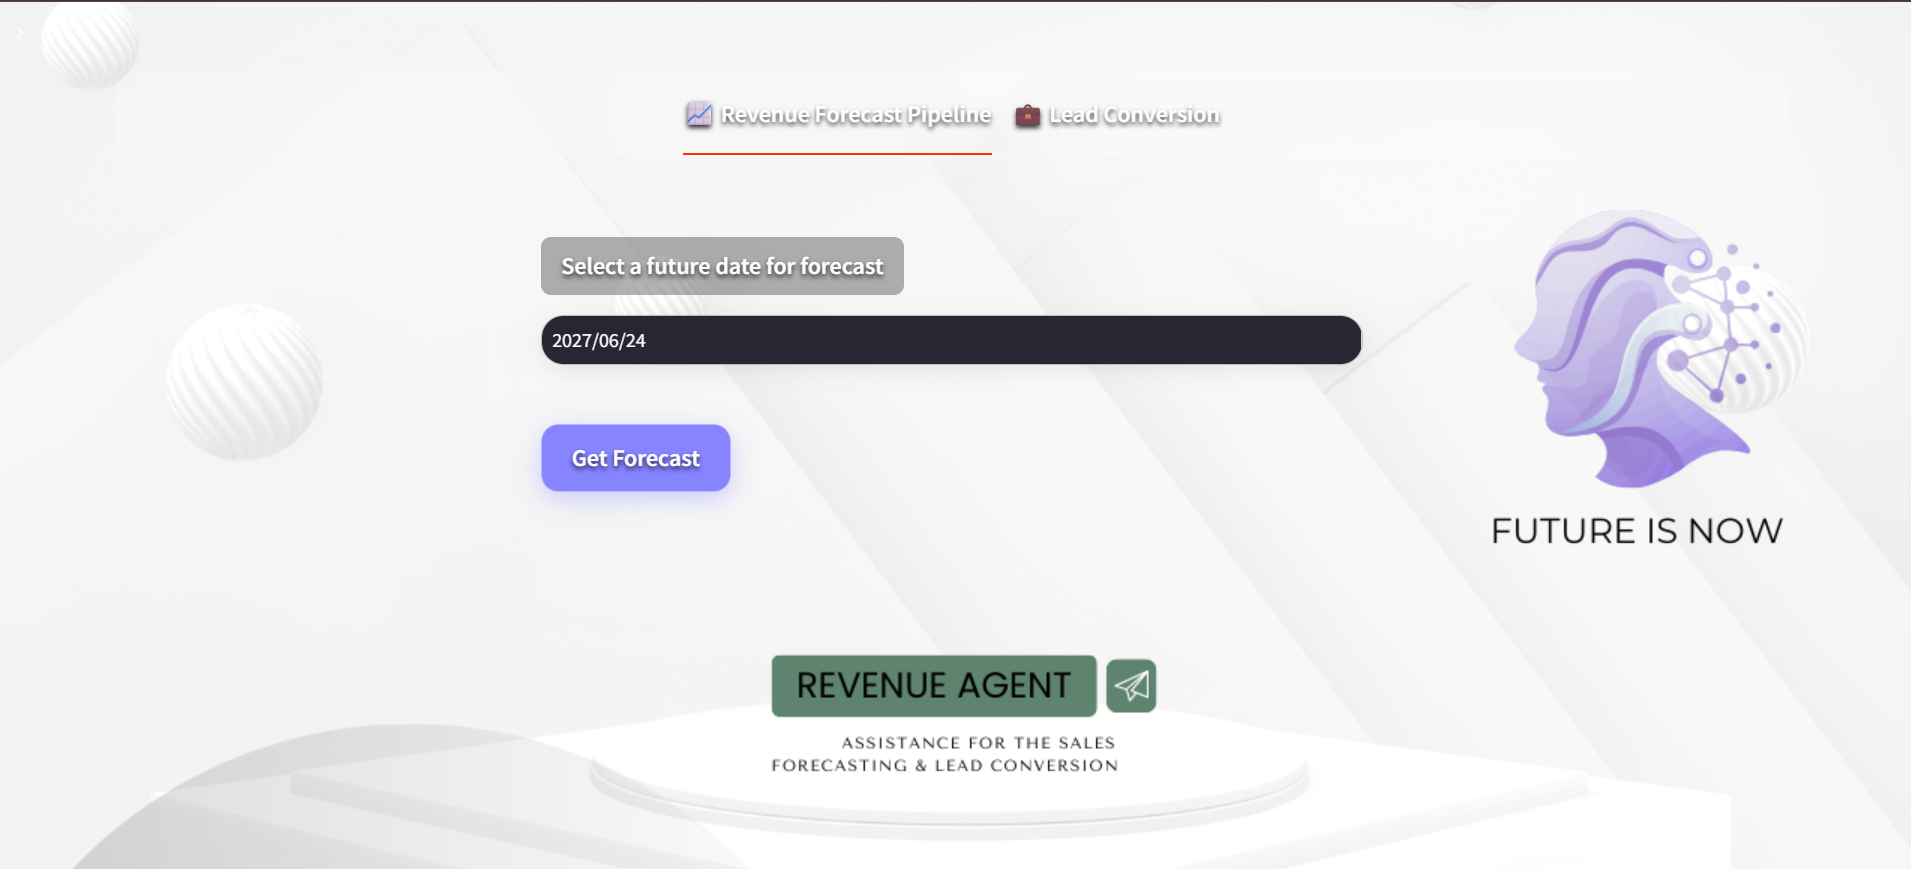 Revenue Forecast Pipeline
Lead Conversion
Select a future date for forecast
2027/06/24
Get Forecast
FUTURE IS NOW
REVENUE AGENT
ASSISTANCE FOR THE SALES
FORECASTING & LEAD CONVERSION